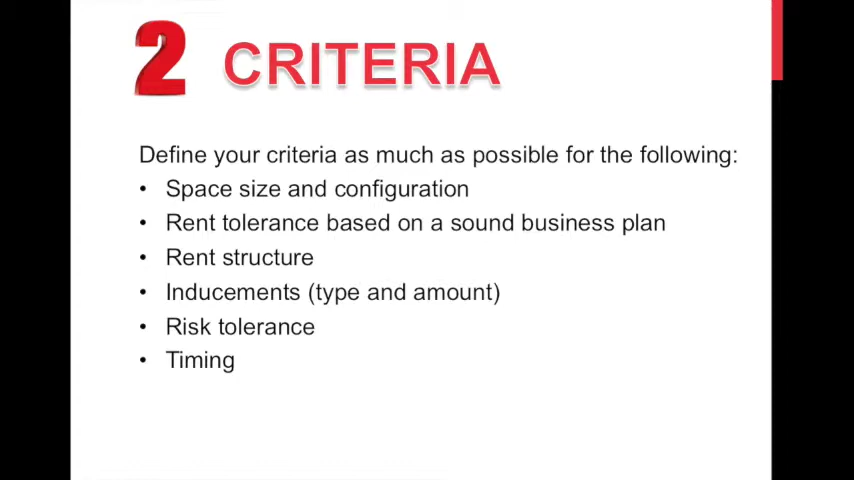 2 CRITERIA
Define your criteria as much as possible for the following:
• Space size and configuration
• Rent tolerance based on a sound business plan
• Rent structure
• Inducements (type and amount)
• Risk tolerance
• Timing